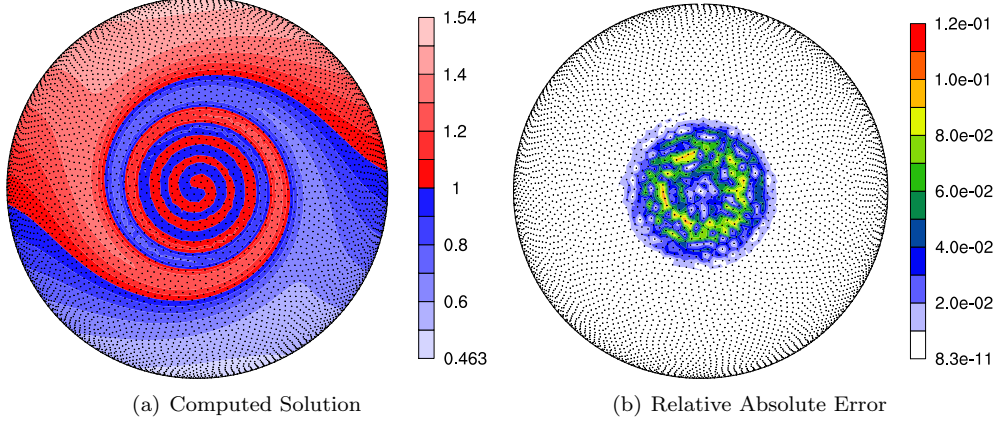 1.54
1.4
1.2
1
0.8
0.6
0.463
(a) Computed Solution
1.2e-01
1.0e-01
8.0e-02
6.0e-02
4.0e-02
2.0e-02
8.3e-11
(b) Relative Absolute Error